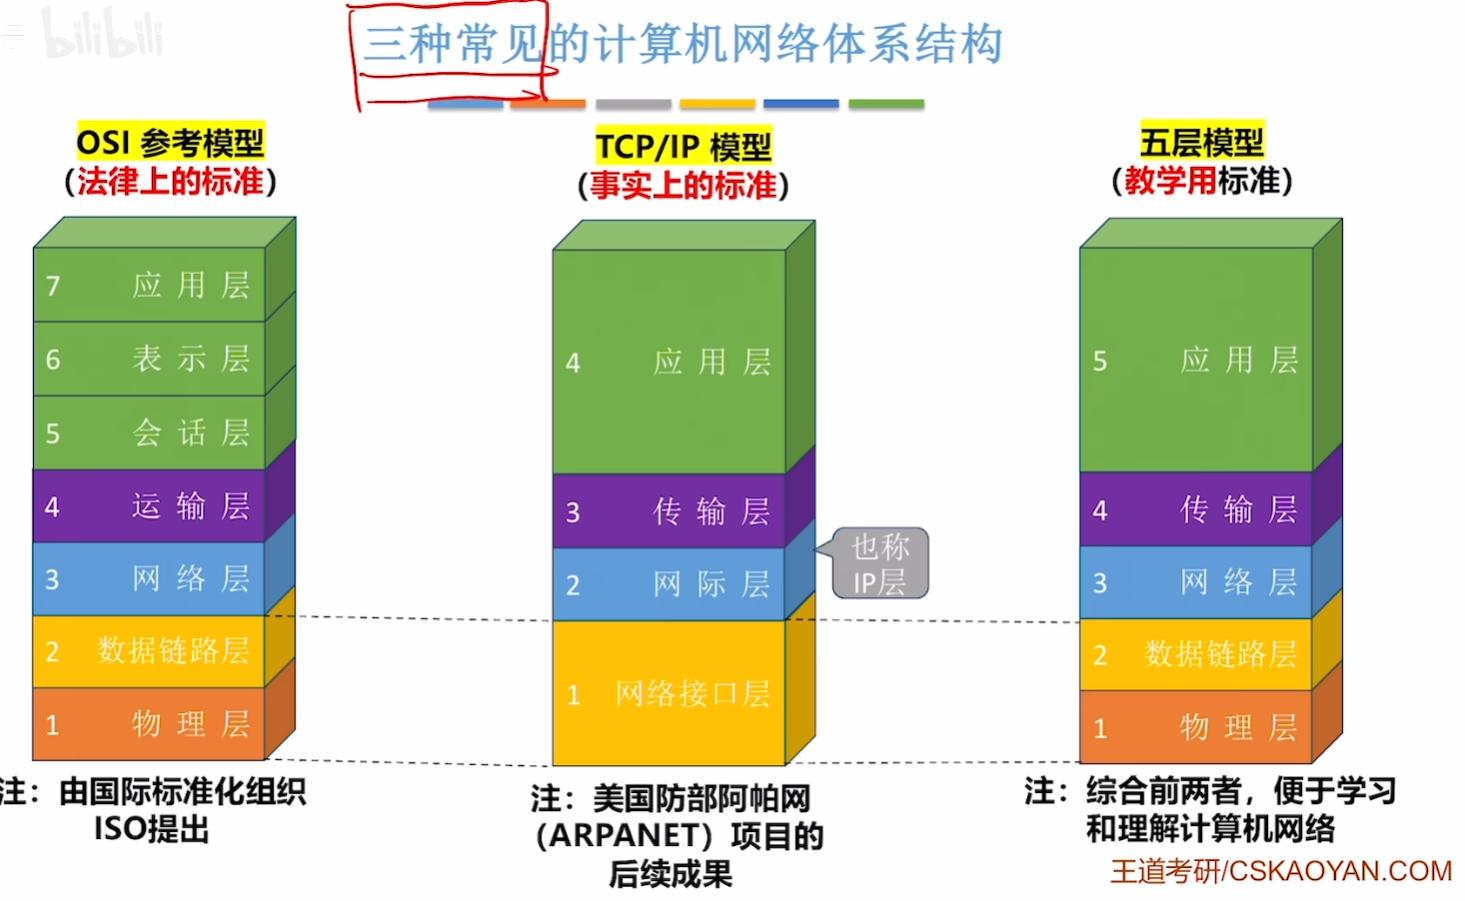 bilibili
三种常见的计算机网络体系结构
OSI 参考模型
（法律上的标准）
7 应用层
6 表示层
5 会话层
4 运输层
3 网络层
2 数据链路层
1 物理层
注：由国际标准化组织
ISO提出
TCP/IP 模型
（事实上的标准）
4 应用层
3 传输层
2 网际层
1 网络接口层
也称
IP层
注：美国防部阿帕网
（ARPANET）项目的
后续成果
五层模型
（教学用标准）
5 应用层
4 传输层
3 网络层
2 数据链路层
1 物理层
注：综合前两者，便于学习
和理解计算机网络
王道考研/CSKAOYAN.COM